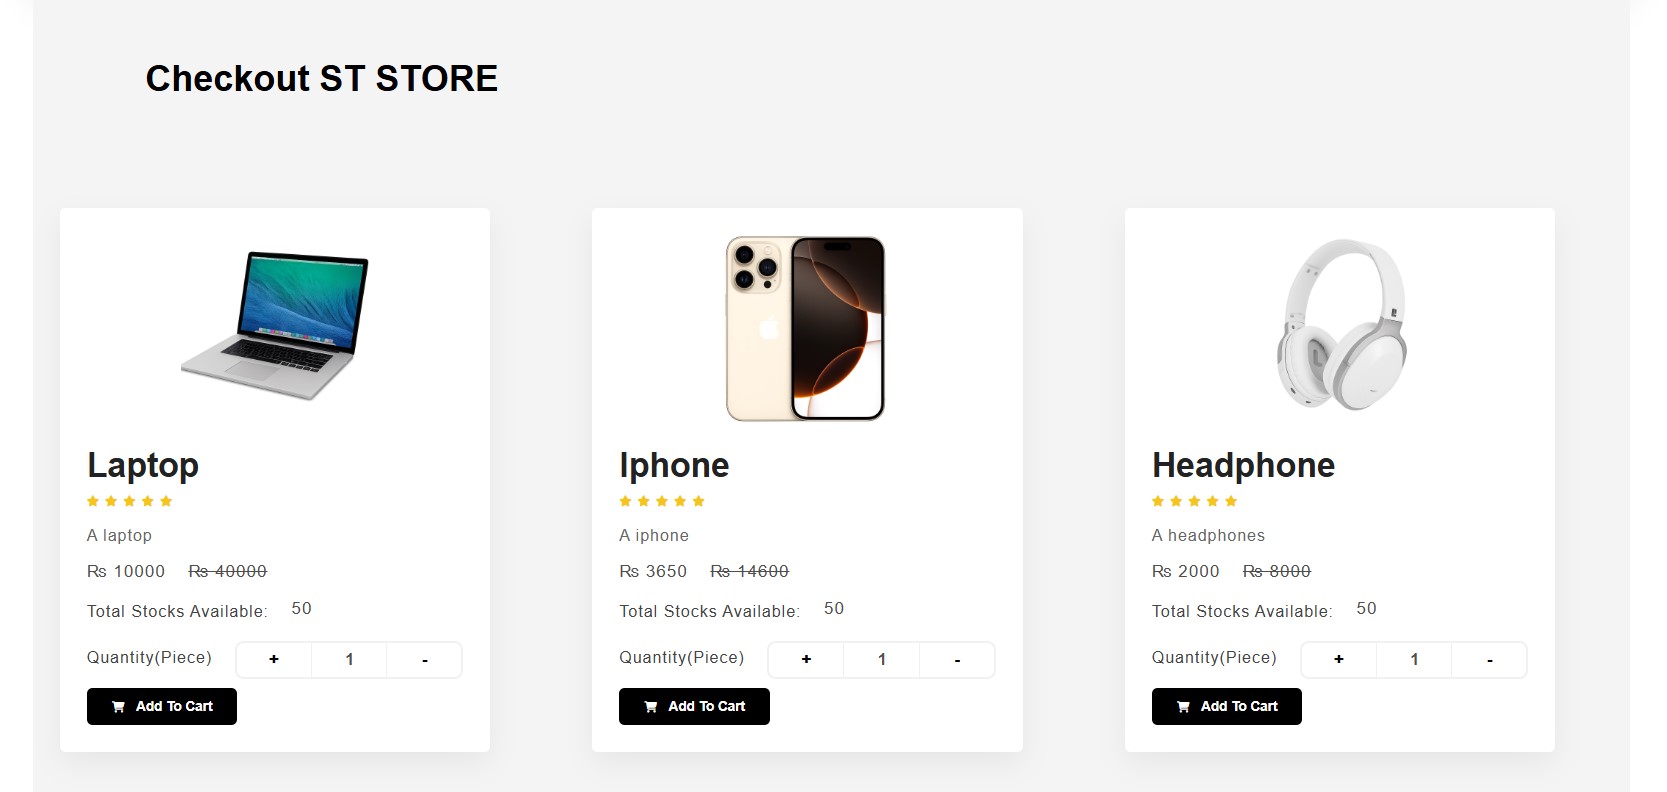 Checkout ST STORE
Laptop
A laptop
₨ 10000 ₨ 40000
Total Stocks Available: 50
Quantity(Piece) + 1 -
Add To Cart
Iphone
A iphone
₨ 3650 ₨ 14600
Total Stocks Available: 50
Quantity(Piece) + 1 -
Add To Cart
Headphone
A headphones
₨ 2000 ₨ 8000
Total Stocks Available: 50
Quantity(Piece) + 1 -
Add To Cart